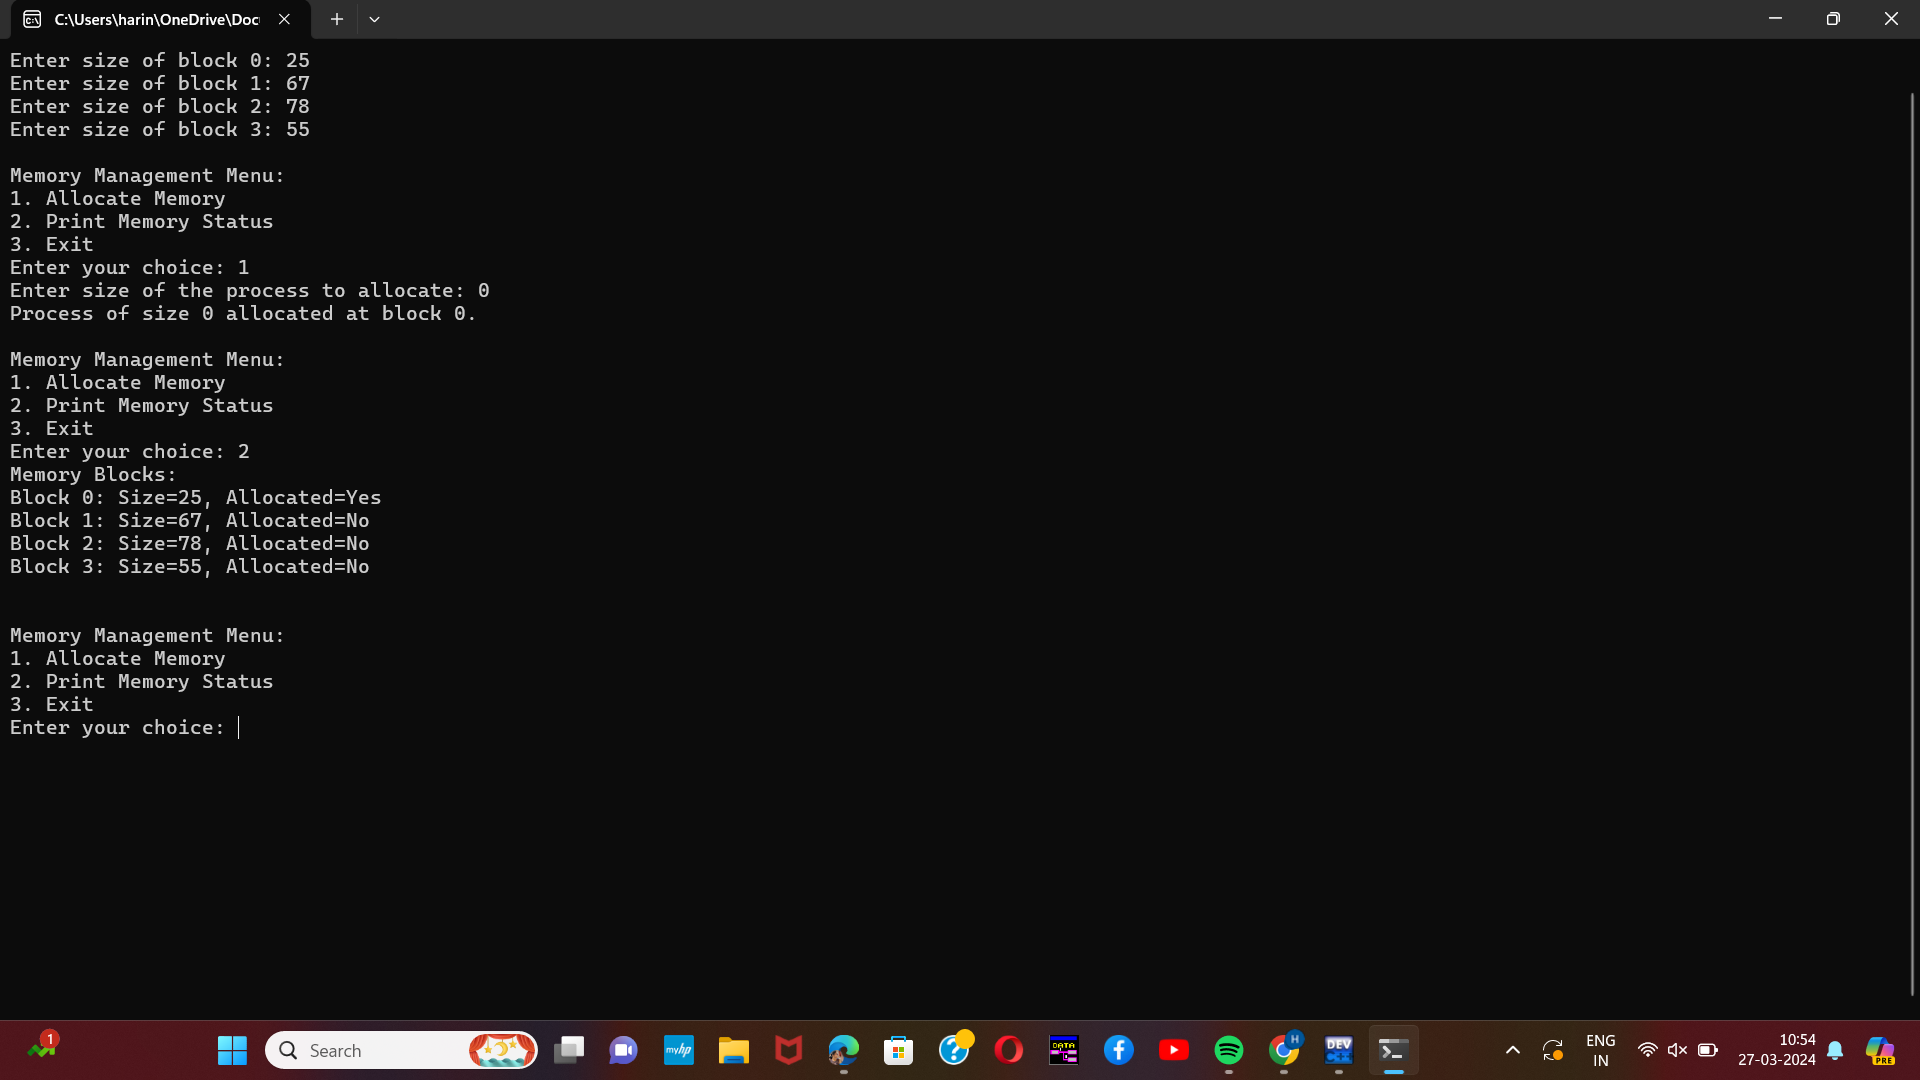 C:\Users\harin\OneDrive\Doc
Enter size of block 0: 25
Enter size of block 1: 67
Enter size of block 2: 78
Enter size of block 3: 55
Memory Management Menu:
1. Allocate Memory
2. Print Memory Status
3. Exit
Enter your choice: 1
Enter size of the process to allocate: 0
Process of size 0 allocated at block 0.
Memory Management Menu:
1. Allocate Memory
2. Print Memory Status
3. Exit
Enter your choice: 2
Memory Blocks:
Block 0: Size=25, Allocated=Yes
Block 1: Size=67, Allocated=No
Block 2: Size=78, Allocated=No
Block 3: Size=55, Allocated=No
Memory Management Menu:
1. Allocate Memory
2. Print Memory Status
3. Exit
Enter your choice:
1
Search
myhp
DATA
H
DEV
C++
ENG
IN
10:54
27-03-2024
PRE